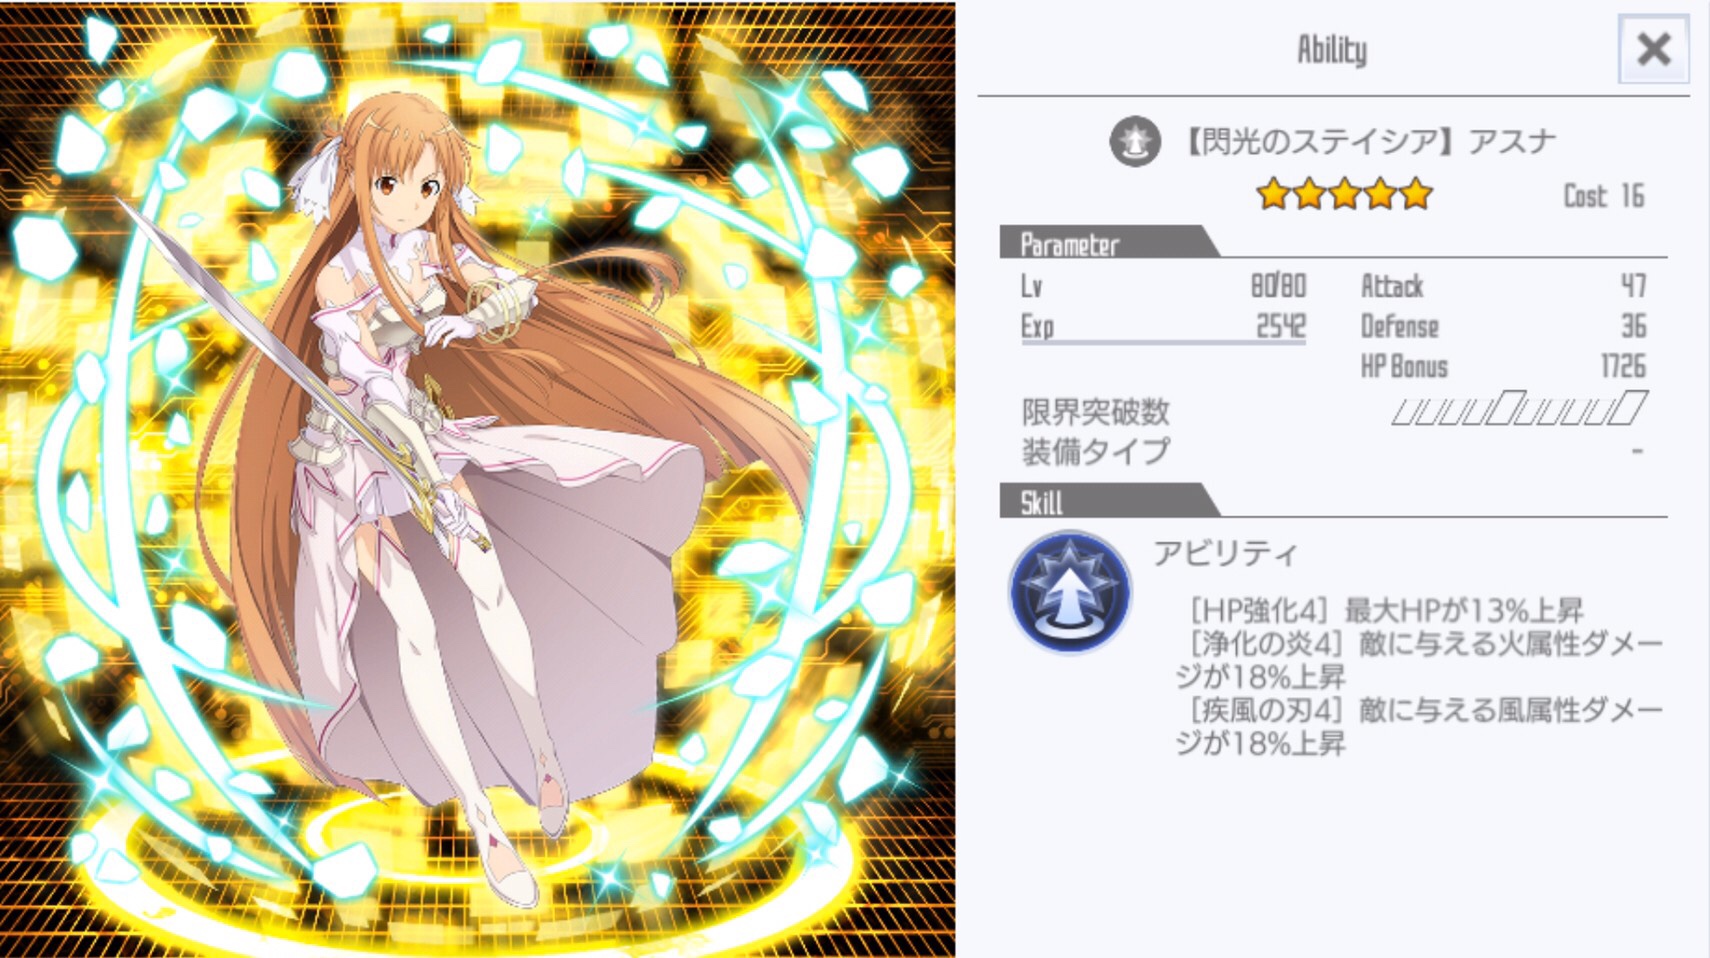 Ability
【閃光のステイシア】アスナ
Cost 16
Parameter
Lv 80/80
Attack 47
Exp 2542
Defense 36
HP Bonus 1726
限界突破数
装備タイプ -
Skill
アビリティ
［HP強化4］最大HPが13%上昇
［浄化の炎4］敵に与える火属性ダメー
ジが18%上昇
［疾風の刃4］敵に与える風属性ダメー
ジが18%上昇